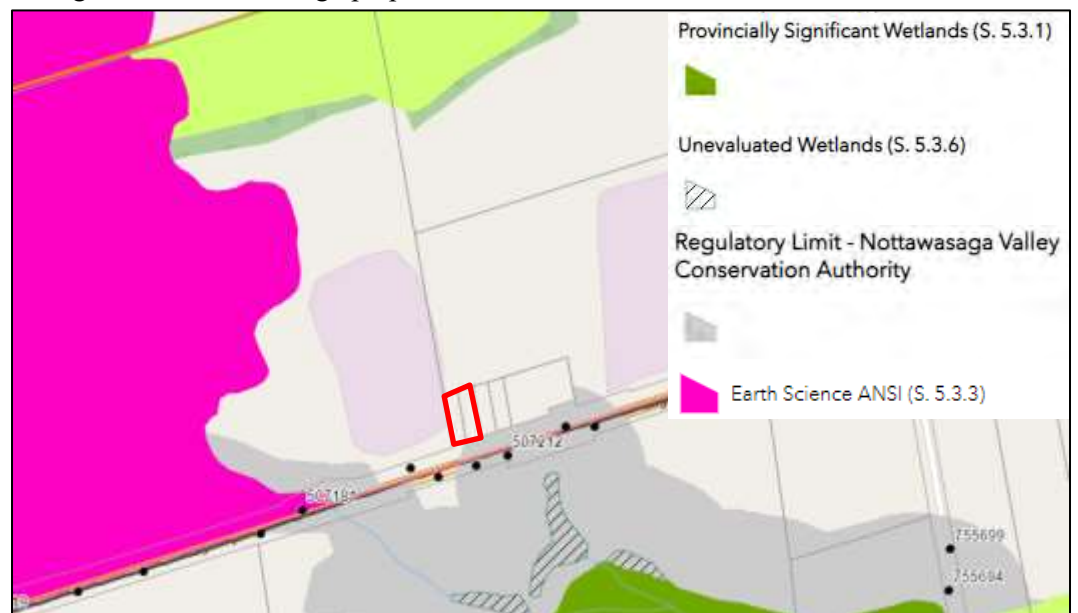 Provincially Significant Wetlands (S. 5.3.1)
Unevaluated Wetlands (S. 5.3.6)
Regulatory Limit - Nottawasaga Valley
Conservation Authority
Earth Science ANSI (S. 5.3.3)
507212
755699
755694